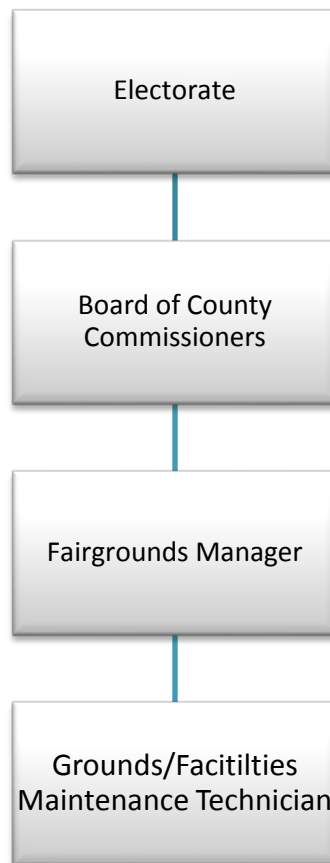 Electorate
Board of County
Commissioners
Fairgrounds Manager
Grounds/Facitilties
Maintenance Technician